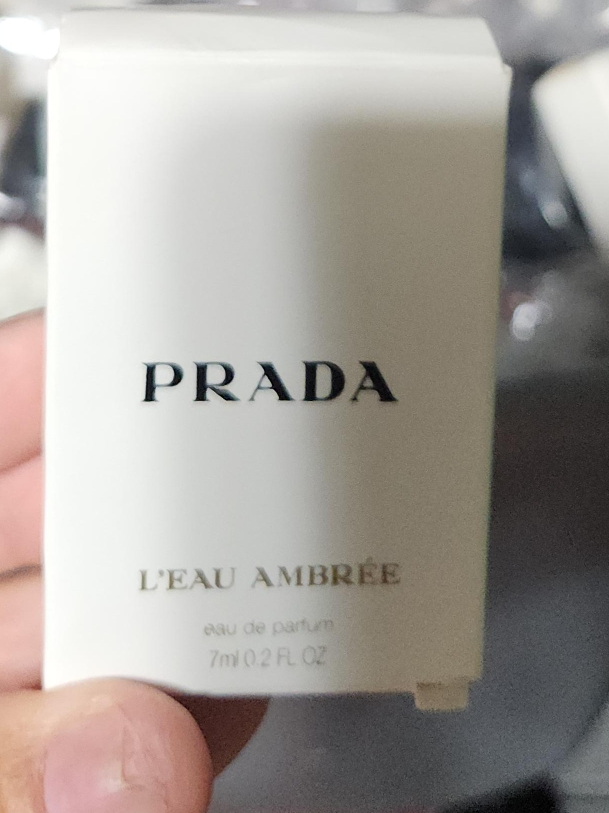 PRADA
L'EAU AMBRÉE
eau de parfum
7ml 0.2 FL OZ